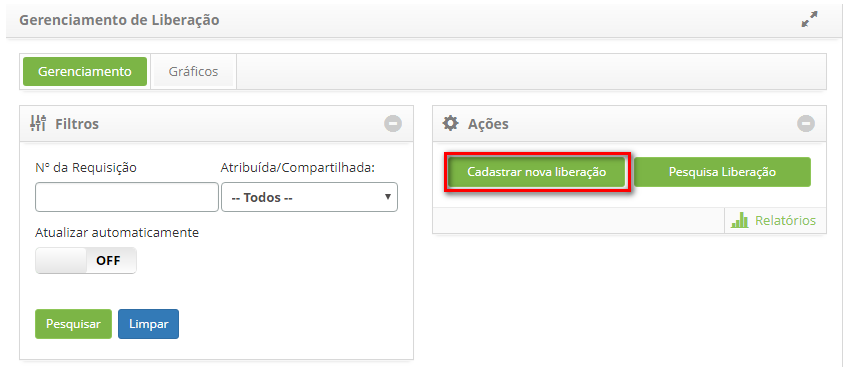 Gerenciamento de Liberação
Gerenciamento
Gráficos
Filtros
Nº da Requisição
Atribuída/Compartilhada:
-- Todos --
Atualizar automaticamente
OFF
Pesquisar
Limpar
Ações
Cadastrar nova liberação
Pesquisa Liberação
Relatórios